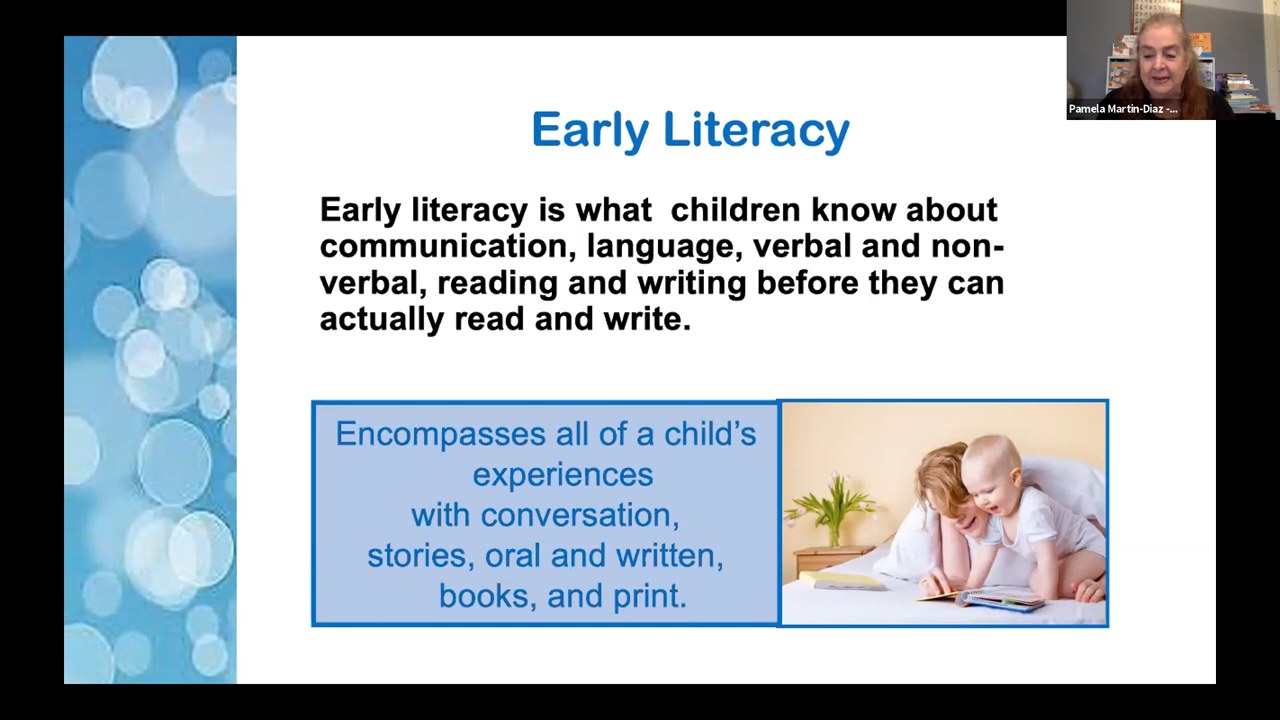 Early Literacy
Early literacy is what  children know about
communication, language, verbal and non-
verbal, reading and writing before they can
actually read and write.
Encompasses all of a child’s
experiences
with conversation,
stories, oral and written,
books, and print.
Pamela Martin-Diaz -...